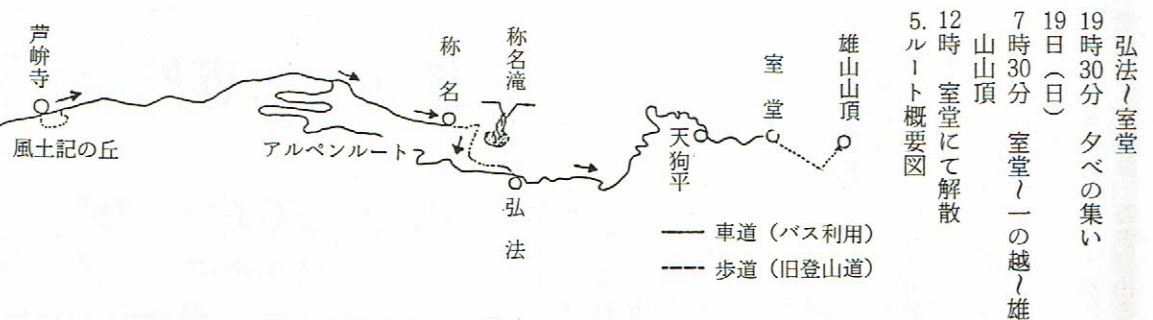 弘法~室堂
19時30分 夕べの集い
19日(日)
7時30分 室堂~一の越~雄
山山頂
12時 室堂にて解散
5.ルート概要図
芦峅寺
風土記の丘
アルペンルート
称名
称名滝
弘法
天狗平
室堂
雄山山頂
車道(バス利用)
歩道(旧登山道)